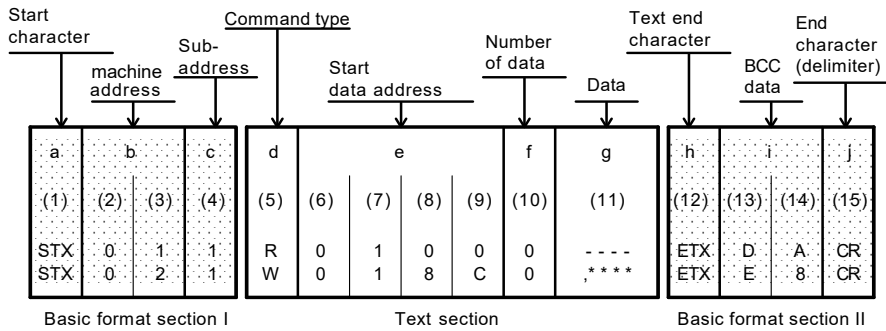 Start character
machine address
Sub-address
Command type
Start data address
Number of data
Data
Text end character
BCC data
End character (delimiter)
a b c d e f g h i j
(1) (2) (3) (4) (5) (6) (7) (8) (9) (10) (11) (12) (13) (14) (15)
STX 0 1 1 R 0 1 0 0 0 - - - - ETX D A CR
STX 0 2 1 W 0 1 8 C 0 ,* * * * ETX E 8 CR
Basic format section I Text section Basic format section II